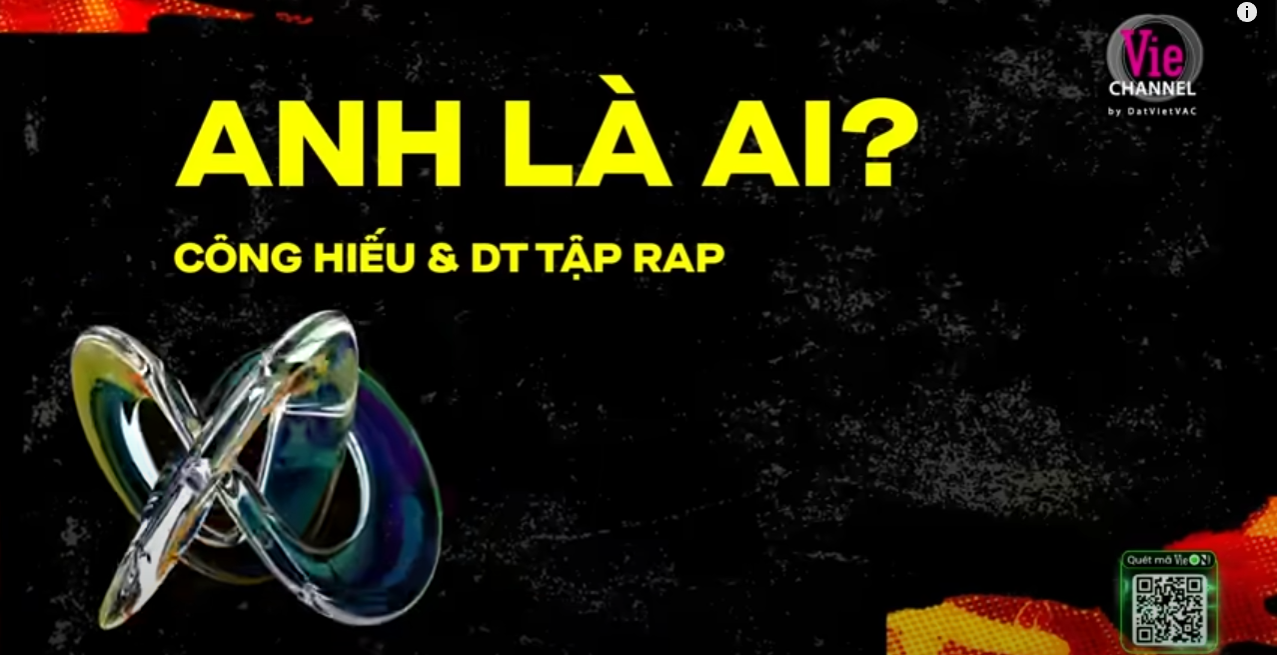 Vie
CHANNEL
by DatVietVAC
ANH LÀ AI?
CÔNG HIẾU & DT TẬP RAP
Quét mã VieON